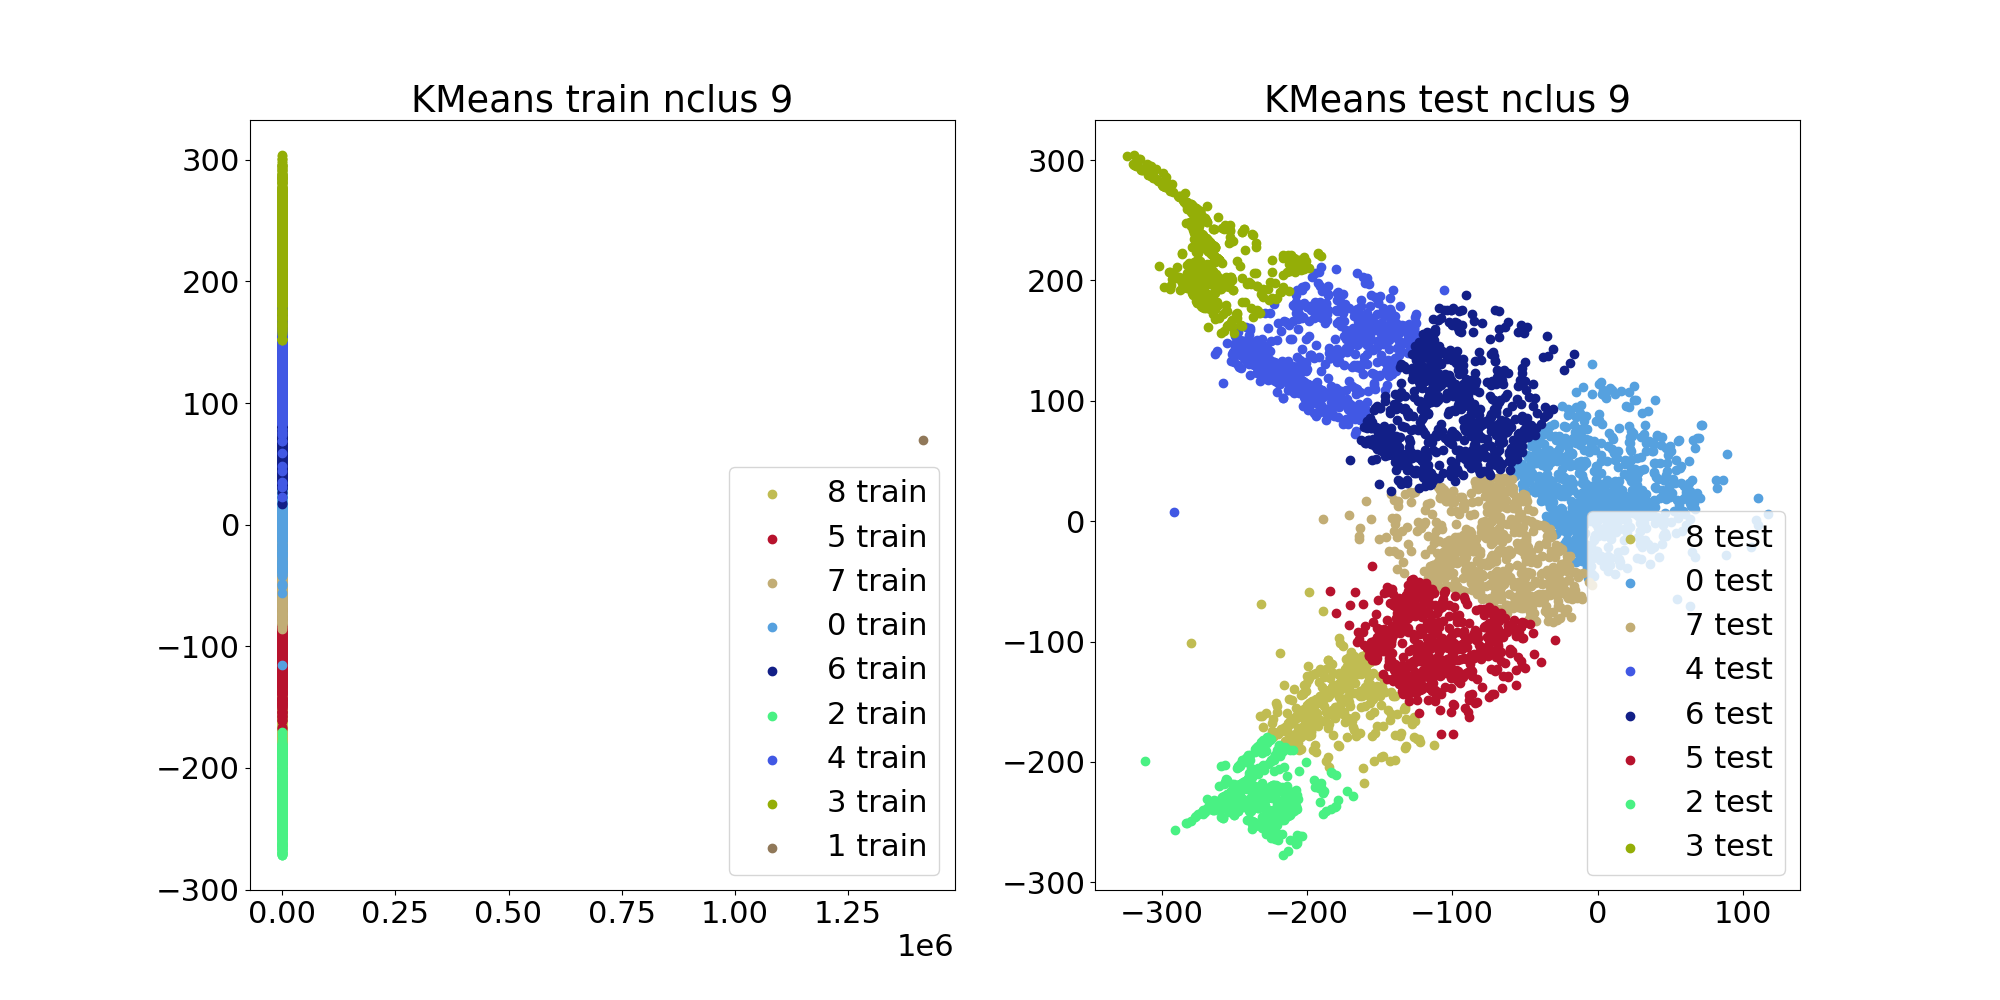 KMeans train nclus 9
300
200
100
0
−100
−200
−300
0.00 0.25 0.50 0.75 1.00 1.25
1e6
8 train
5 train
7 train
0 train
6 train
2 train
4 train
3 train
1 train
KMeans test nclus 9
300
200
100
0
−100
−200
−300
−300 −200 −100 0 100
8 test
0 test
7 test
4 test
6 test
5 test
2 test
3 test